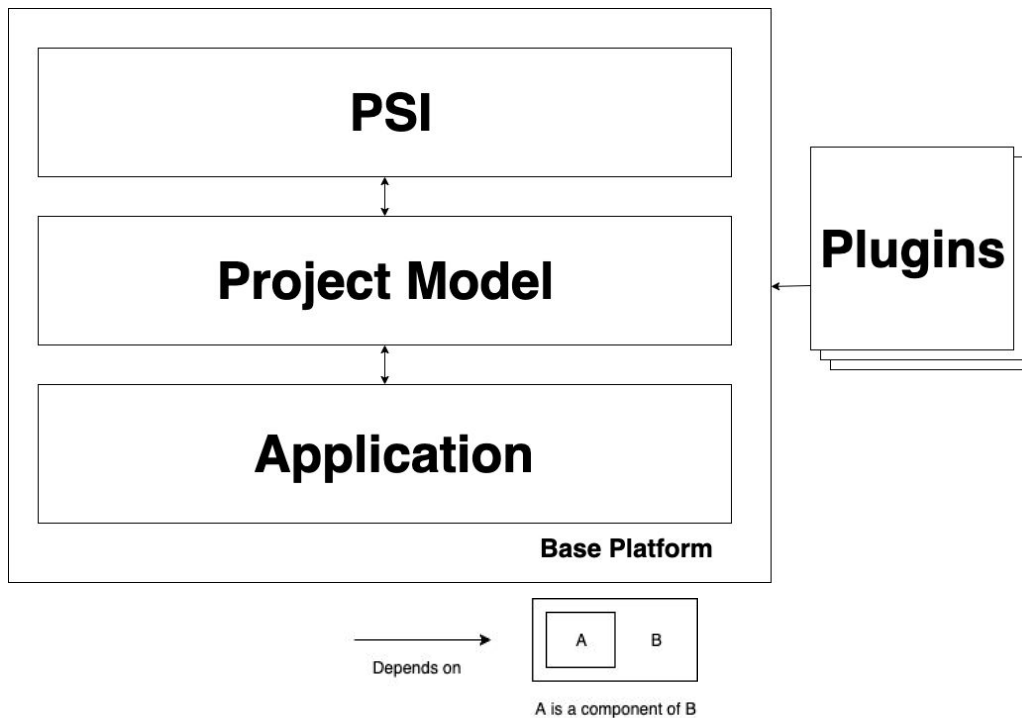 PSI
Project Model
Plugins
Application
Base Platform
Depends on
A
B
A is a component of B